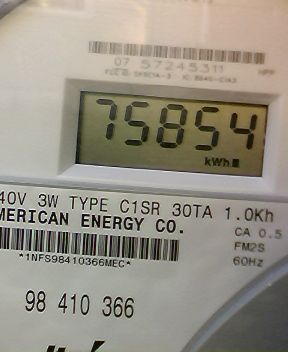 07 57245311
75854
kWh
40V 3W TYPE C1SR 30TA 1.0Kh
MERICAN ENERGY CO.
CA 0.5
*1NFS98410366MEC*
FM2S
60Hz
98 410 366